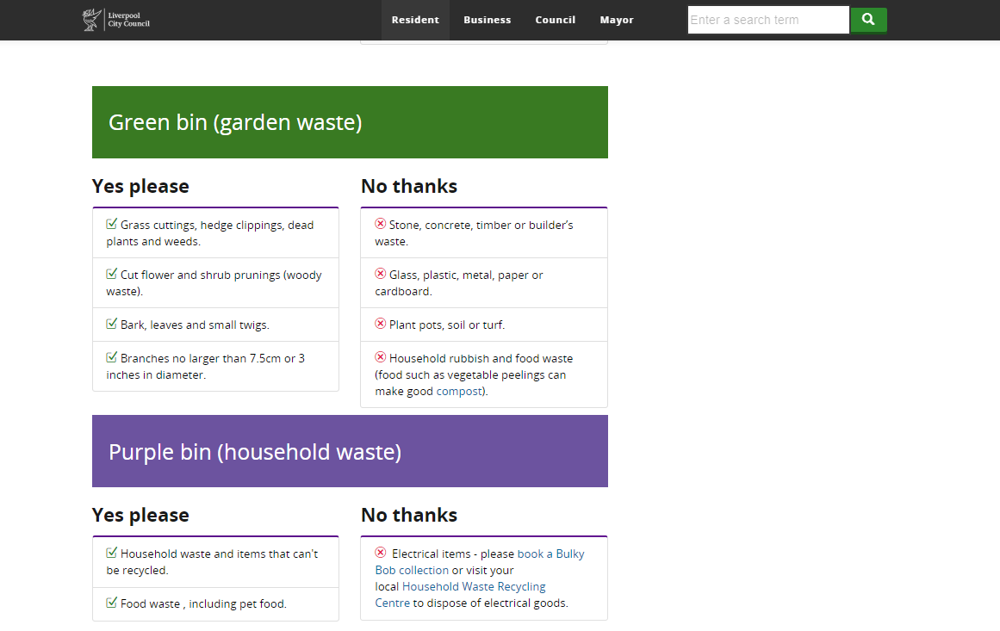 Liverpool
City Council
Resident
Business
Council
Mayor
Enter a search term
Green bin (garden waste)
Yes please
Grass cuttings, hedge clippings, dead
plants and weeds.
Cut flower and shrub prunings (woody
waste).
Bark, leaves and small twigs.
Branches no larger than 7.5cm or 3
inches in diameter.
No thanks
Stone, concrete, timber or builder’s
waste.
Glass, plastic, metal, paper or
cardboard.
Plant pots, soil or turf.
Household rubbish and food waste
(food such as vegetable peelings can
make good compost).
Purple bin (household waste)
Yes please
Household waste and items that can't
be recycled.
Food waste , including pet food.
No thanks
Electrical items - please book a Bulky
Bob collection or visit your
local Household Waste Recycling
Centre to dispose of electrical goods.